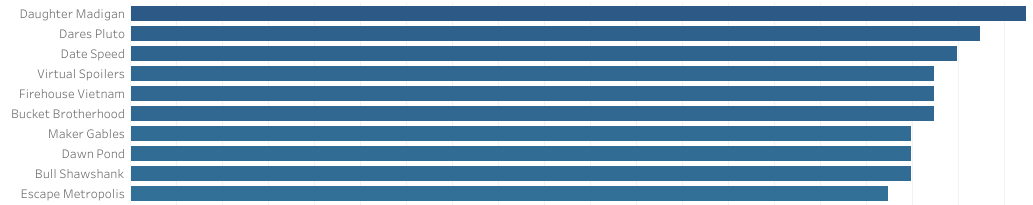 Daughter Madigan
Dares Pluto
Date Speed
Virtual Spoilers
Firehouse Vietnam
Bucket Brotherhood
Maker Gables
Dawn Pond
Bull Shawshank
Escape Metropolis